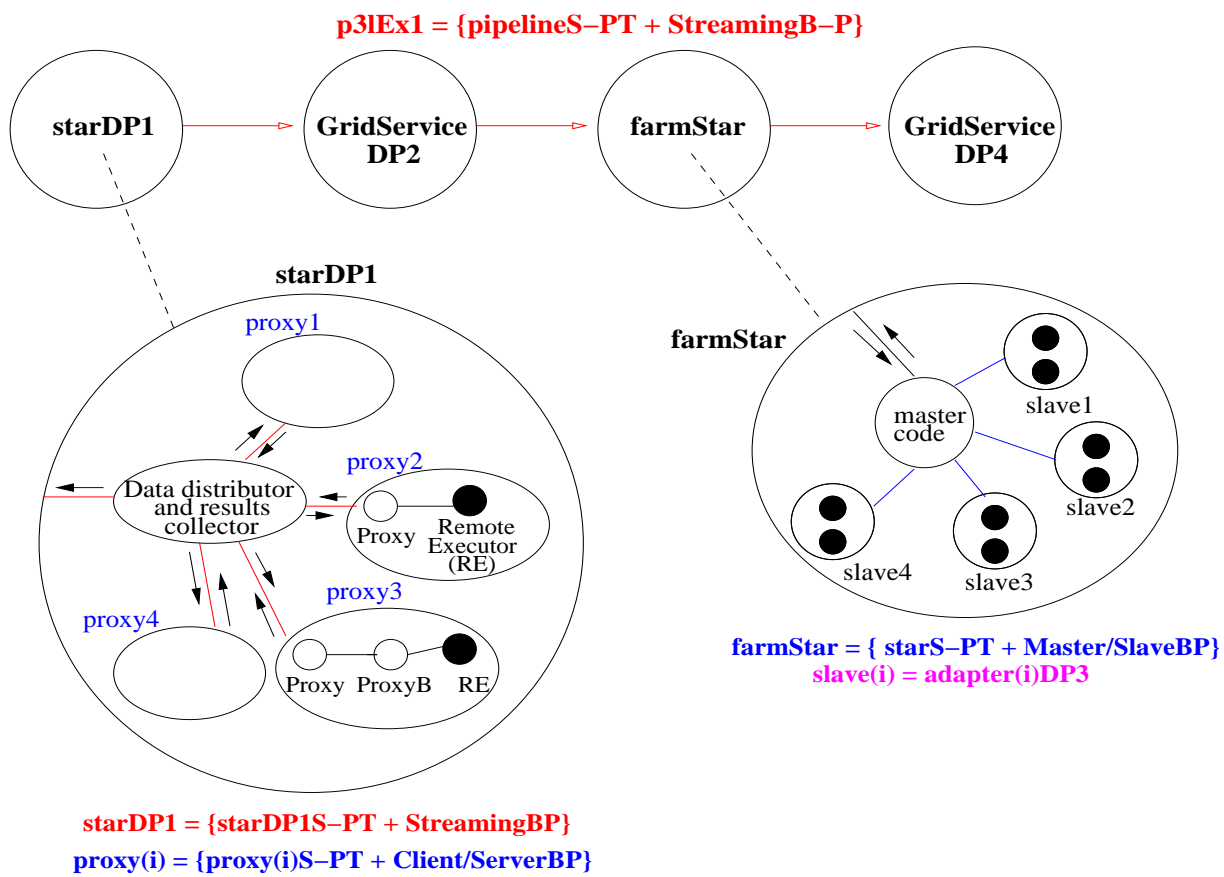 p3lEx1 = {pipelineS−PT + StreamingB−P}
starDP1
GridService
DP2
farmStar
GridService
DP4
starDP1
proxy1
Data distributor
and results
collector
proxy2
Proxy
Remote
Executor
(RE)
proxy3
Proxy
ProxyB
RE
proxy4
farmStar
master
code
slave1
slave2
slave3
slave4
farmStar = { starS−PT + Master/SlaveBP}
slave(i) = adapter(i)DP3
starDP1 = {starDP1S−PT + StreamingBP}
proxy(i) = {proxy(i)S−PT + Client/ServerBP}